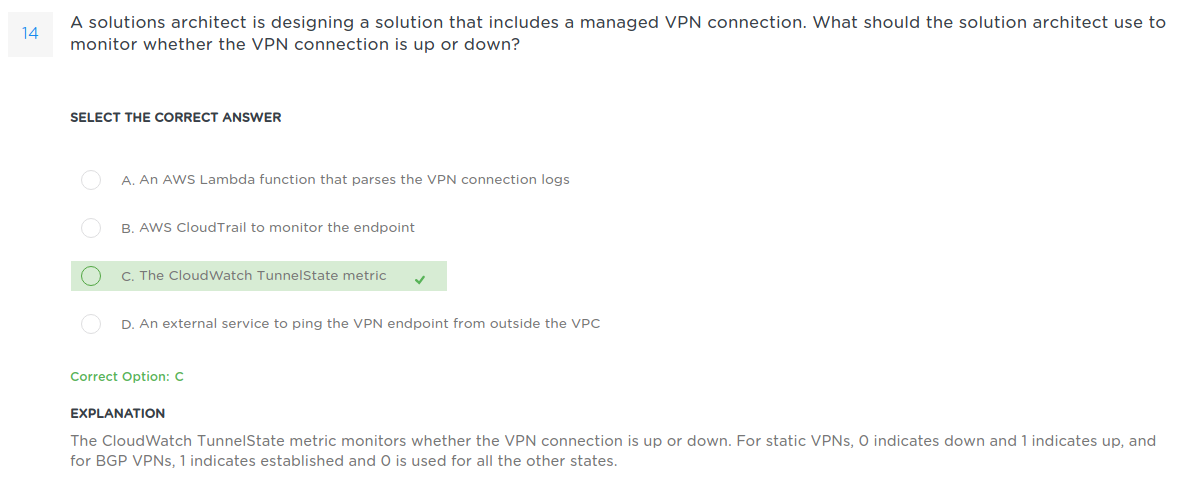 14
A solutions architect is designing a solution that includes a managed VPN connection. What should the solution architect use to
monitor whether the VPN connection is up or down?
SELECT THE CORRECT ANSWER
A. An AWS Lambda function that parses the VPN connection logs
B. AWS CloudTrail to monitor the endpoint
C. The CloudWatch TunnelState metric
D. An external service to ping the VPN endpoint from outside the VPC
Correct Option: C
EXPLANATION
The CloudWatch TunnelState metric monitors whether the VPN connection is up or down. For static VPNs, 0 indicates down and 1 indicates up, and
for BGP VPNs, 1 indicates established and 0 is used for all the other states.